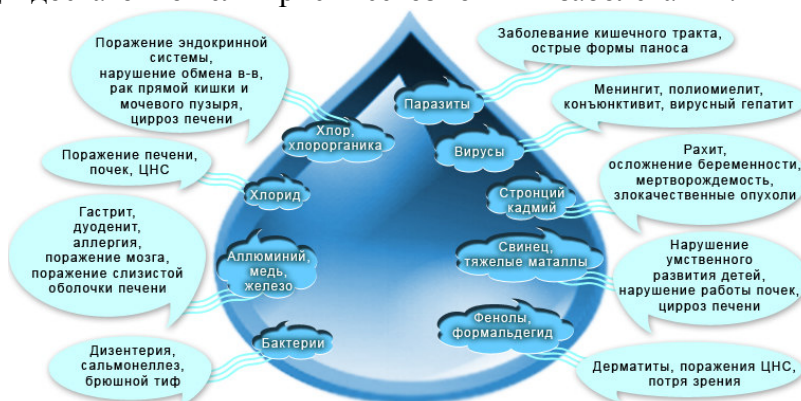 Поражение эндокринной
системы,
нарушение обмена в-в,
рак прямой кишки и
мочевого пузыря,
цирроз печени
Хлор,
хлорорганика
Поражение печени,
почек, ЦНС
Хлорид
Гастрит,
дуоденит,
аллергия,
поражение мозга,
поражение слизистой
оболочки печени
Аллюминий,
медь,
железо
Дизентерия,
сальмонеллез,
брюшной тиф
Бактерии
Заболевание кишечного тракта,
острые формы паноса
Паразиты
Менингит, полиомиелит,
конъюнктивит, вирусный гепатит
Вирусы
Рахит,
осложнение беременности,
мертворождемость,
злокачественные опухоли
Стронций
кадмий
Нарушение
умственного
развития детей,
нарушение работы почек,
цирроз печени
Свинец,
тяжелые маталлы
Дерматиты, поражения ЦНС,
потря зрения
Фенолы,
формальдегид